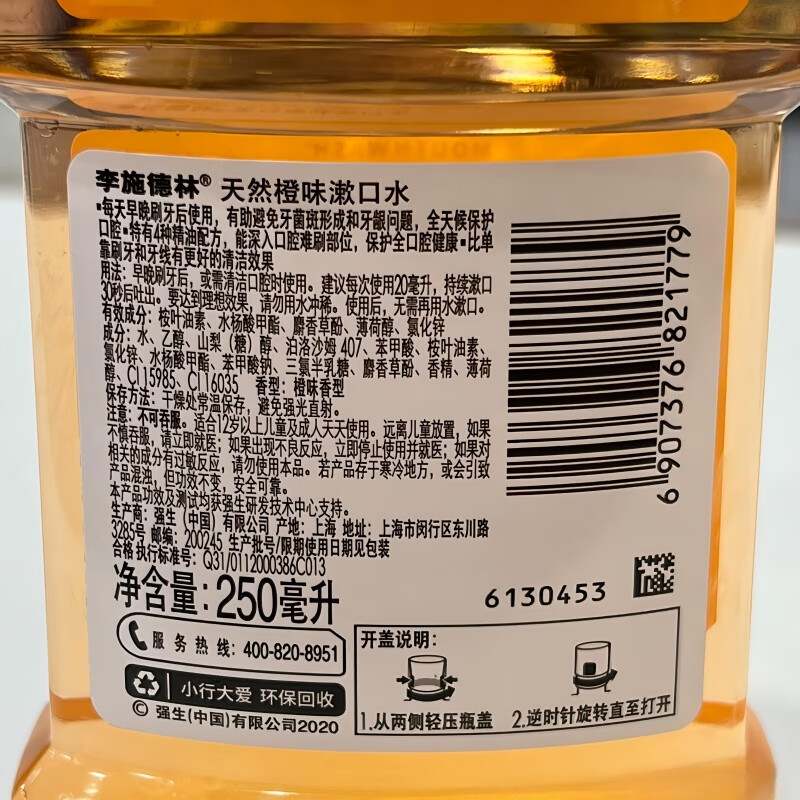 李施德林® 天然橙味漱口水
▪每天早晚刷牙后使用，有助避免牙菌斑形成和牙龈问题，全天候保护
口腔▪特有4种精油配方，能深入口腔难刷部位，保护全口腔健康▪比单
靠刷牙和牙线有更好的清洁效果
用法：早晚刷牙后，或需清洁口腔时使用。建议每次使用20毫升，持续漱口
30秒后吐出。要达到理想效果，请勿用水冲稀。使用后，无需再用水漱口。
有效成分：桉叶油素、水杨酸甲酯、麝香草酚、薄荷醇、氯化锌
成分：水、乙醇、山梨（糖）醇、泊洛沙姆 407、苯甲酸、桉叶油素、
氯化锌、水杨酸甲酯、苯甲酸钠、三氯半乳糖、麝香草酚、香精、薄荷
醇、CI 15985、CI 16035 香型：橙味香型
保存方法：干燥处常温保存，避免强光直射。
注意：不可吞服。适合12岁以上儿童及成人天天使用。远离儿童放置，如果
不慎吞服，请立即就医；如果出现不良反应，立即停止使用并就医；如果对
相关的成分有过敏反应，请勿使用本品。若产品存于寒冷地方，或会引致
产品混浊，但功效不变，安全可靠。
本产品功效及测试均获强生研发技术中心支持。
生产商：强生（中国）有限公司 产地：上海 地址：上海市闵行区东川路
3285号 邮编：200245 生产批号/限期使用日期见包装
合格 执行标准号：Q31/0112000386C013
净含量：250毫升
服务热线：400-820-8951
小行大爱 环保回收
© 强生(中国)有限公司2020
6 907376 821779
6130453
开盖说明：
1.从两侧轻压瓶盖 2.逆时针旋转直至打开